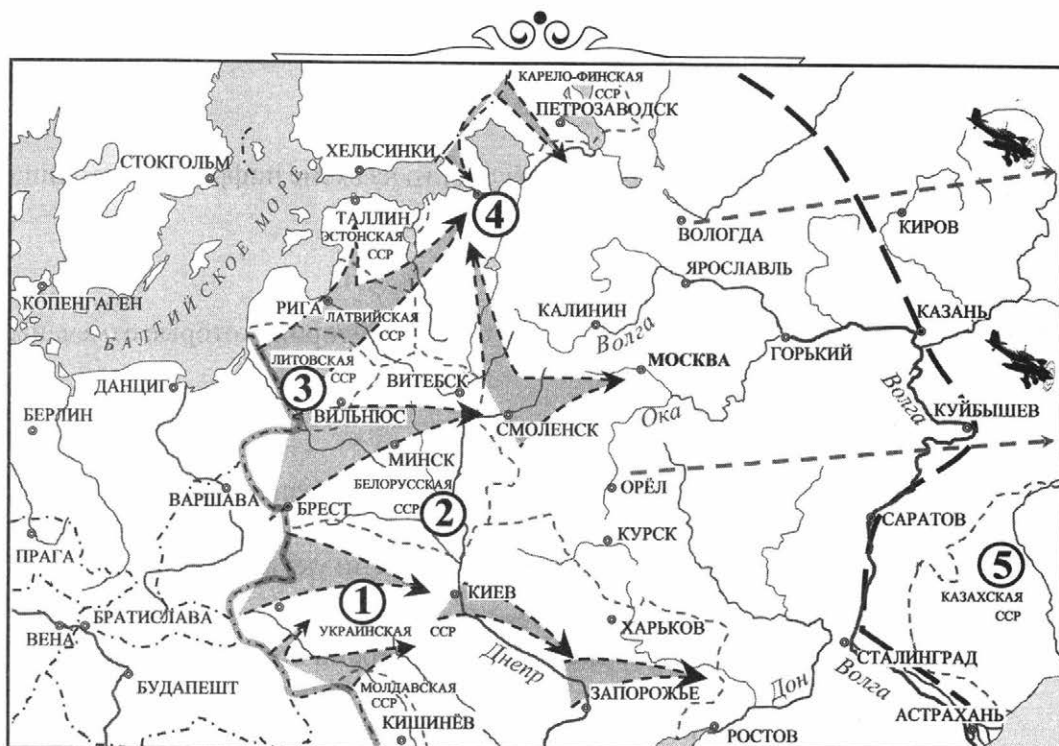 КАРЕЛО-ФИНСКАЯ
ССР
ПЕТРОЗАВОДСК
ХЕЛЬСИНКИ
СТОКГОЛЬМ
4
ТАЛЛИН
ЭСТОНСКАЯ
ССР
ВОЛОГДА
КИРОВ
БАЛТИЙСКОЕ МОРЕ
ЯРОСЛАВЛЬ
КОПЕНГАГЕН
РИГА
ЛАТВИЙСКАЯ
ССР
КАЛИНИН
Волга
КАЗАНЬ
ГОРЬКИЙ
МОСКВА
ЛИТОВСКАЯ
ССР
3
ВИТЕБСК
ДАНЦИГ
БЕРЛИН
ВИЛЬНЮС
СМОЛЕНСК
Ока
Волга
КУЙБЫШЕВ
МИНСК
БЕЛОРУССКАЯ
ССР
2
ОРЁЛ
ВАРШАВА
БРЕСТ
САРАТОВ
ПРАГА
КУРСК
5
КАЗАХСКАЯ
ССР
1
КИЕВ
УКРАИНСКАЯ
ССР
ХАРЬКОВ
БРАТИСЛАВА
ВЕНА
Днепр
СТАЛИНГРАД
Волга
БУДАПЕШТ
МОЛДАВСКАЯ
ССР
ЗАПОРОЖЬЕ
Дон
АСТРАХАНЬ
КИШИНЁВ
РОСТОВ